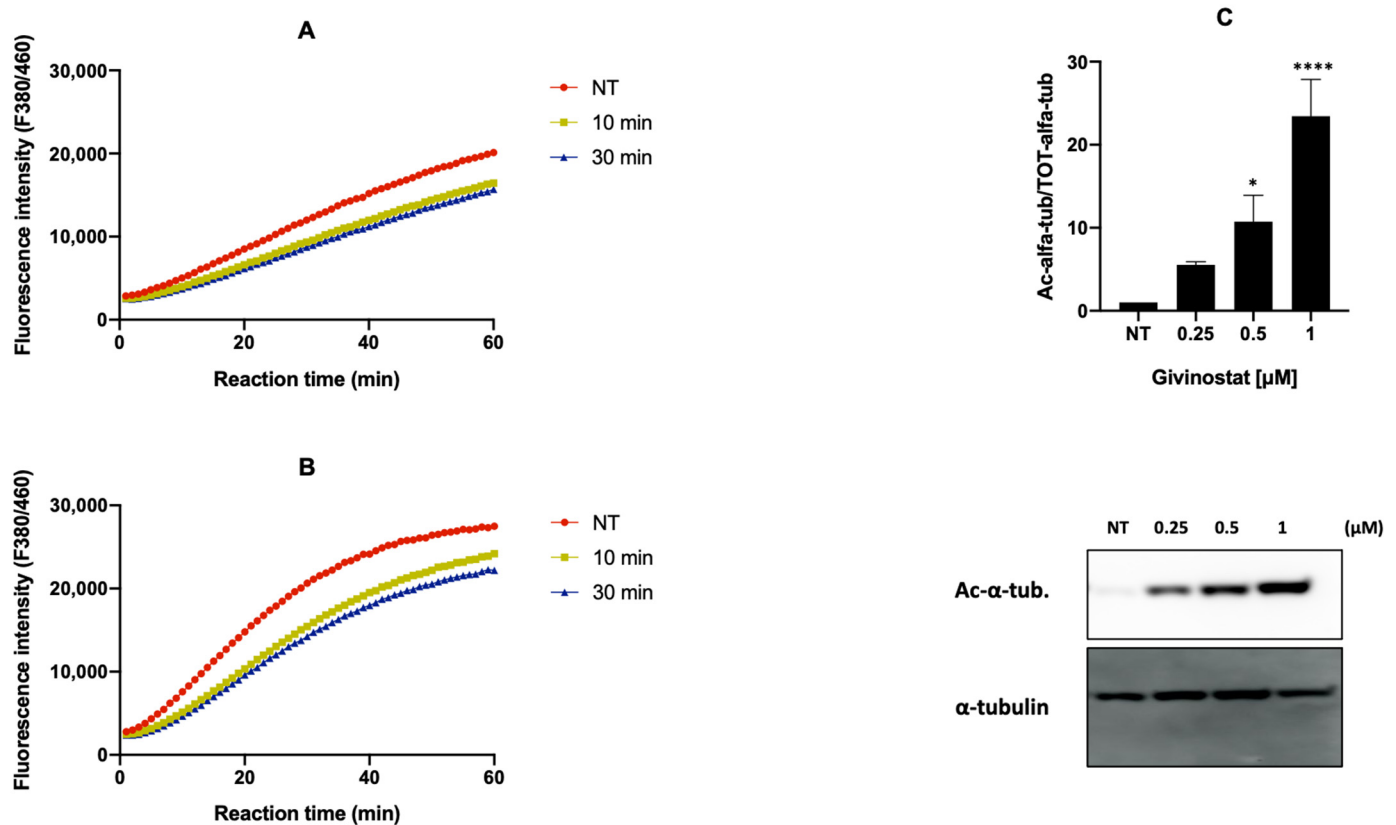 A
Fluorescence intensity (F380/460)
30,000
20,000
10,000
0
0 20 40 60
Reaction time (min)
NT
10 min
30 min
B
Fluorescence intensity (F380/460)
30,000
20,000
10,000
0
0 20 40 60
Reaction time (min)
NT
10 min
30 min
C
Ac-alfa-tub/TOT-alfa-tub
30
20
10
0
*
****
NT 0.25 0.5 1
Givinostat [µM]
NT 0.25 0.5 1 (µM)
Ac-α-tub.
α-tubulin